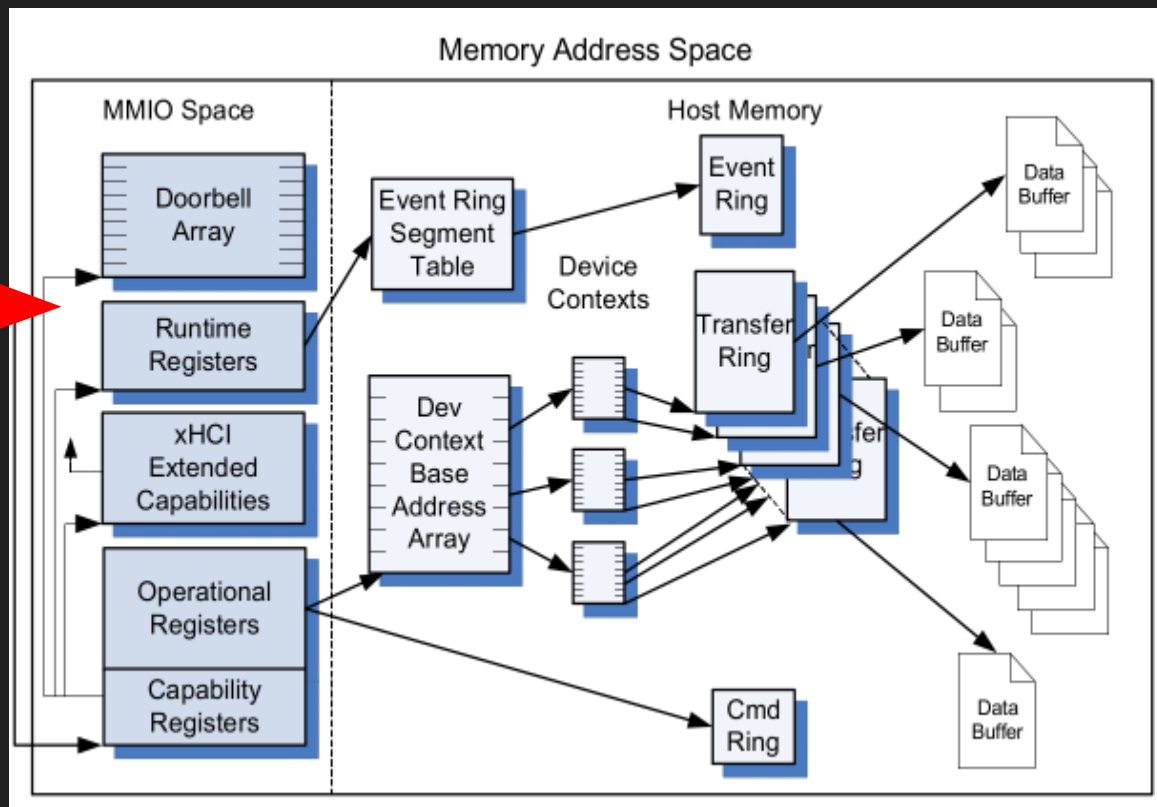 Memory Address Space
MMIO Space
Host Memory
Doorbell
Array
Runtime
Registers
xHCI
Extended
Capabilities
Operational
Registers
Capability
Registers
Event Ring
Segment
Table
Event
Ring
Device
Contexts
Dev
Context
Base
Address
Array
Transfer
Ring
Cmd
Ring
Data
Buffer
Data
Buffer
Data
Buffer
Data
Buffer